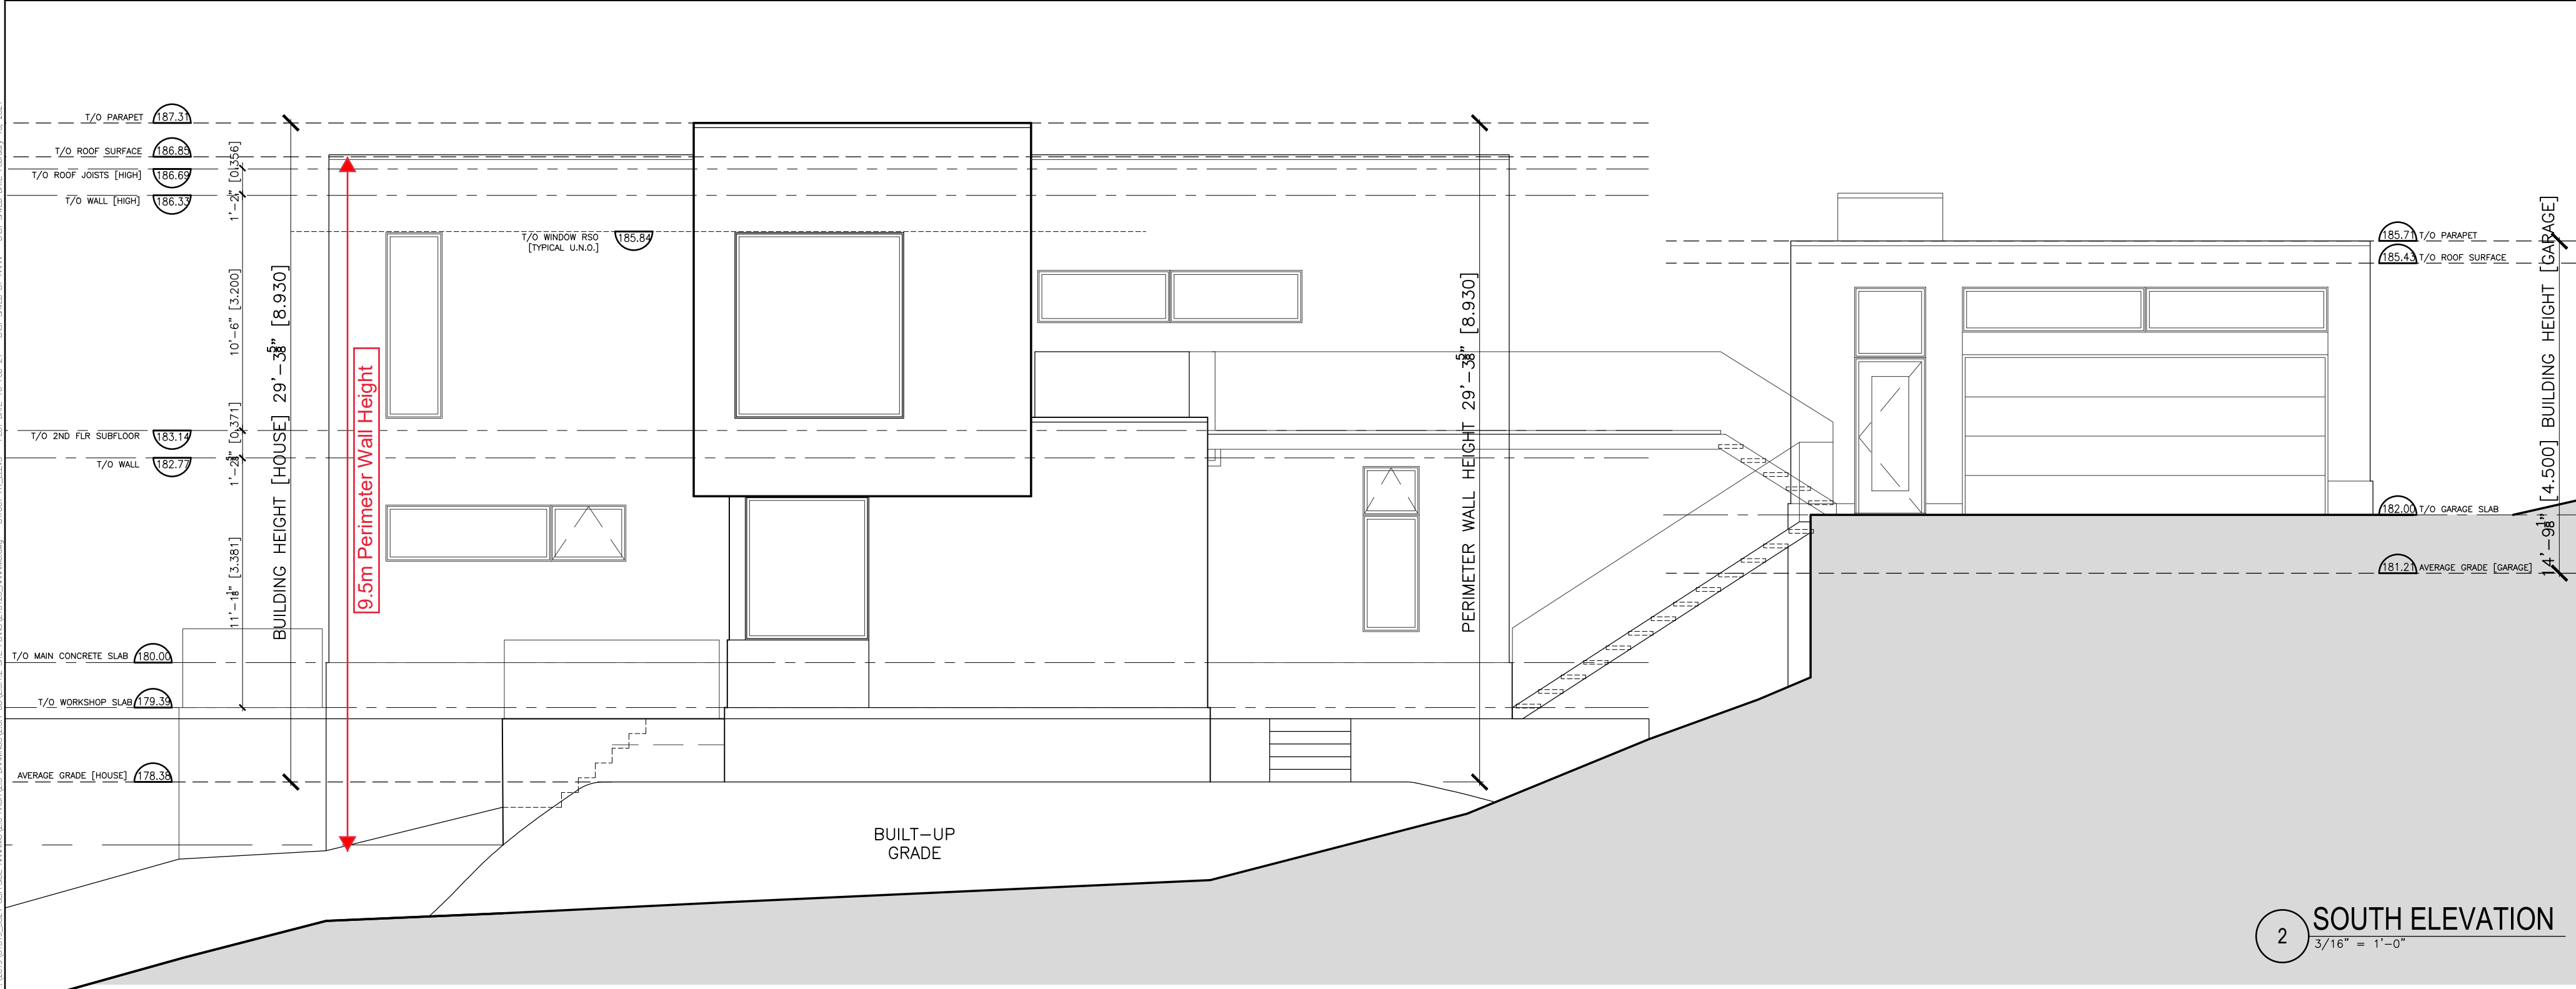 T/O PARAPET 187.31
T/O ROOF SURFACE 186.85
T/O ROOF JOISTS [HIGH] 186.69
T/O WALL [HIGH] 186.33
T/O WINDOW RSO 185.84
[TYPICAL U.N.O.]
T/O 2ND FLR SUBFLOOR 183.14
T/O WALL 182.77
T/O MAIN CONCRETE SLAB 180.00
T/O WORKSHOP SLAB 179.39
AVERAGE GRADE [HOUSE] 178.38
1'-2" [0.356]
10'-6" [3.200]
1'-2⅝" [0.371]
11'-1⅛" [3.381]
BUILDING HEIGHT [HOUSE] 29'-3⅝" [8.930]
9.5m Perimeter Wall Height
PERIMETER WALL HEIGHT 29'-3⅝" [8.930]
BUILT-UP
GRADE
185.71 T/O PARAPET
185.43 T/O ROOF SURFACE
182.00 T/O GARAGE SLAB
181.21 AVERAGE GRADE [GARAGE]
14'-9⅛" [4.500] BUILDING HEIGHT [GARAGE]
2 SOUTH ELEVATION
3/16" = 1'-0"